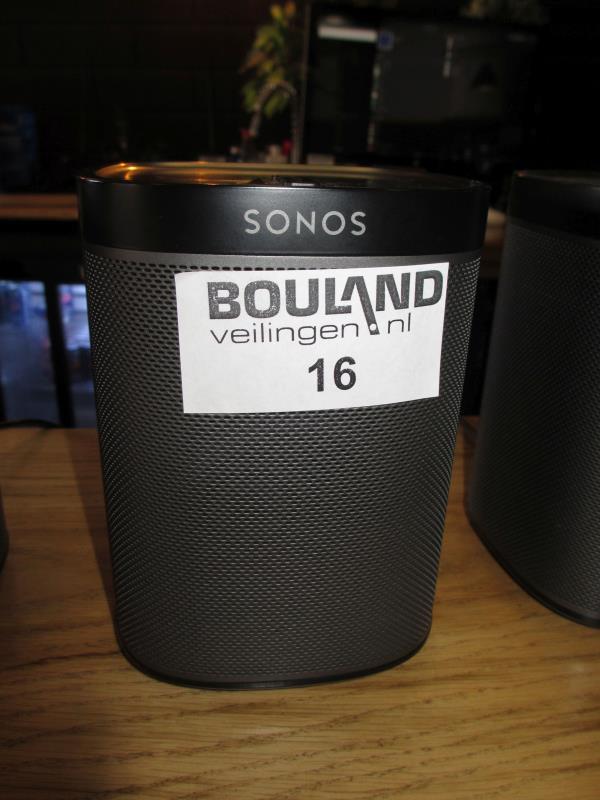 SONOS
BOULAND
veilingen.nl
16